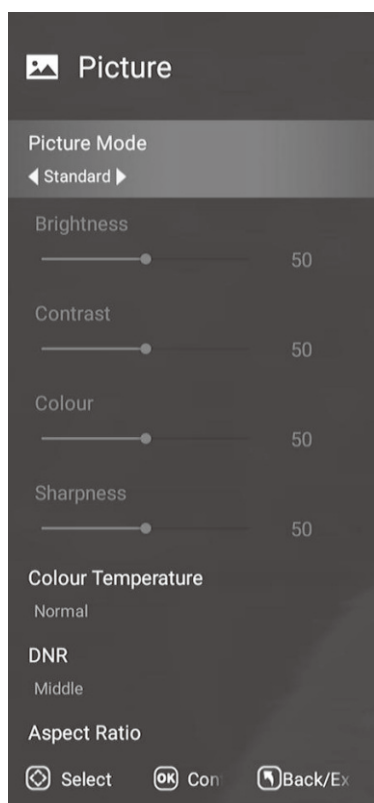 Picture
Picture Mode
Standard
Brightness
50
Contrast
50
Colour
50
Sharpness
50
Colour Temperature
Normal
DNR
Middle
Aspect Ratio
Select OK Con Back/Ex